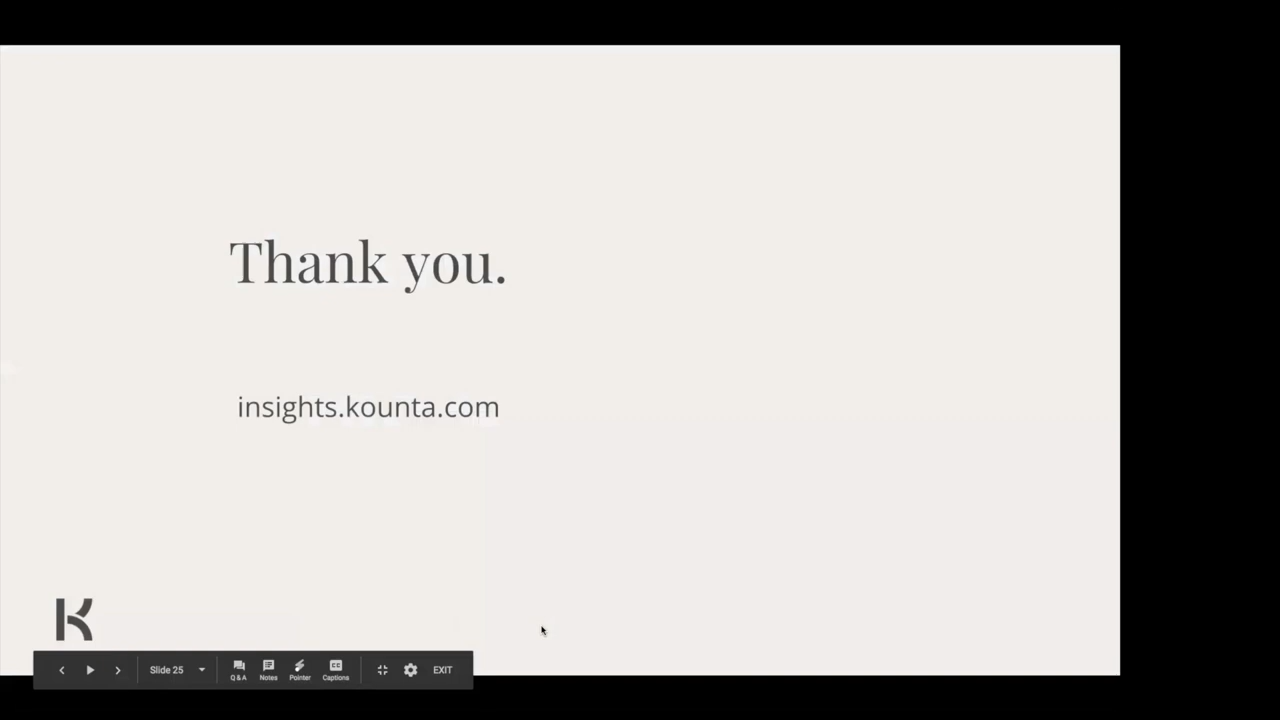 Thank you.
insights.kounta.com
K
Slide 25
Q & A
Notes
Pointer
Captions
EXIT